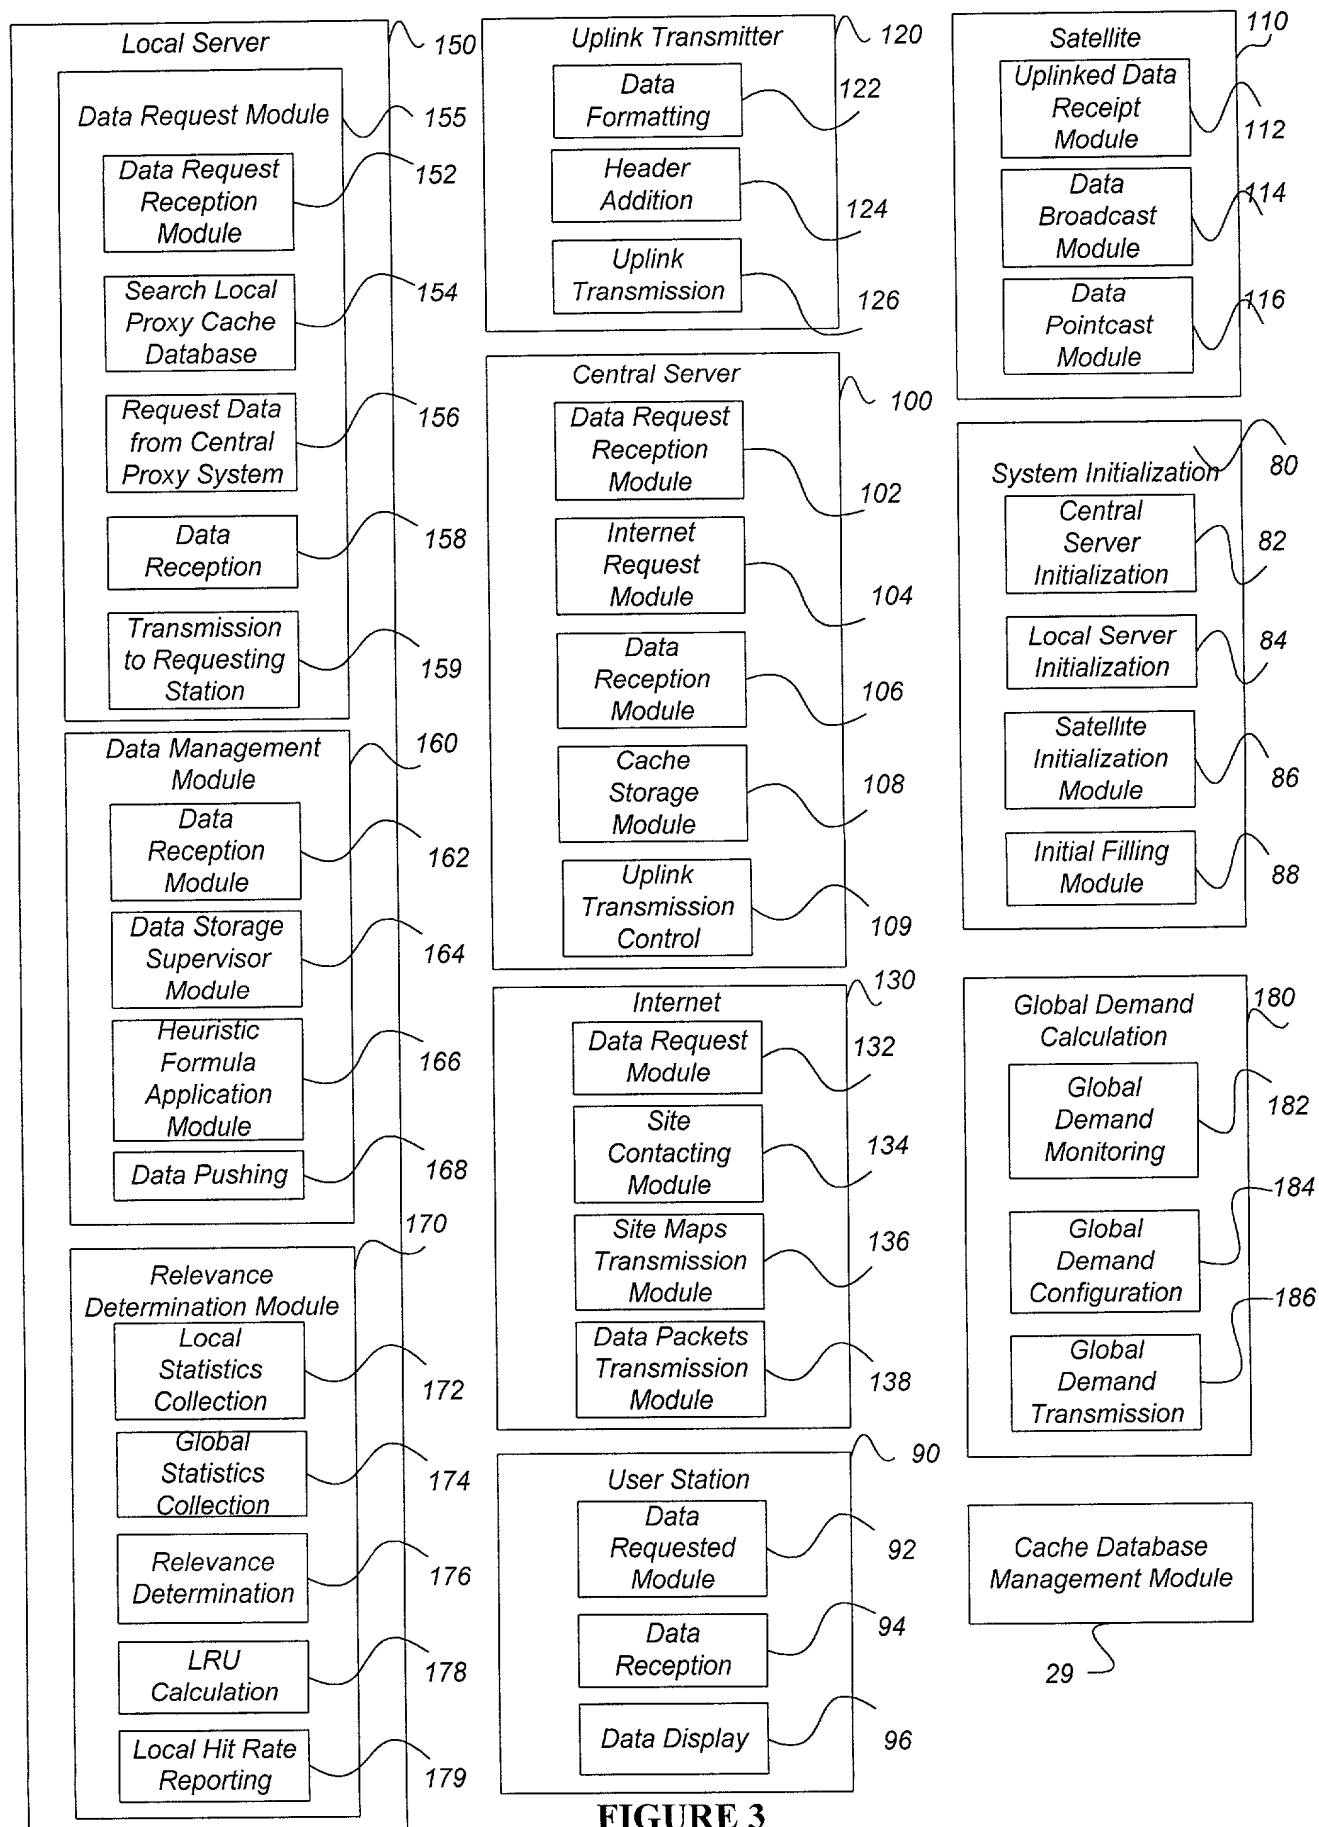 Local Server
150
Data Request Module
155
Data Request
Reception
Module
152
Search Local
Proxy Cache
Database
154
Request Data
from Central
Proxy System
156
Data
Reception
158
Transmission
to Requesting
Station
159
Data Management
Module
160
Data
Reception
Module
162
Data Storage
Supervisor
Module
164
Heuristic
Formula
Application
Module
166
Data Pushing
168
170
Relevance
Determination Module
Local
Statistics
Collection
172
Global
Statistics
Collection
174
Relevance
Determination
176
LRU
Calculation
178
Local Hit Rate
Reporting
179
Uplink Transmitter
120
Data
Formatting
122
Header
Addition
124
Uplink
Transmission
126
Central Server
100
Data Request
Reception
Module
102
Internet
Request
Module
104
Data
Reception
Module
106
Cache
Storage
Module
108
Uplink
Transmission
Control
109
Internet
130
Data Request
Module
132
Site
Contacting
Module
134
Site Maps
Transmission
Module
136
Data Packets
Transmission
Module
138
User Station
90
Data
Requested
Module
92
Data
Reception
94
Data Display
96
Satellite
110
Uplinked Data
Receipt
Module
112
Data
Broadcast
Module
114
Data
Pointcast
Module
116
System Initialization
80
Central
Server
Initialization
82
Local Server
Initialization
84
Satellite
Initialization
Module
86
Initial Filling
Module
88
Global Demand
Calculation
180
Global
Demand
Monitoring
182
Global
Demand
Configuration
184
Global
Demand
Transmission
186
Cache Database
Management Module
29
FIGURE 3